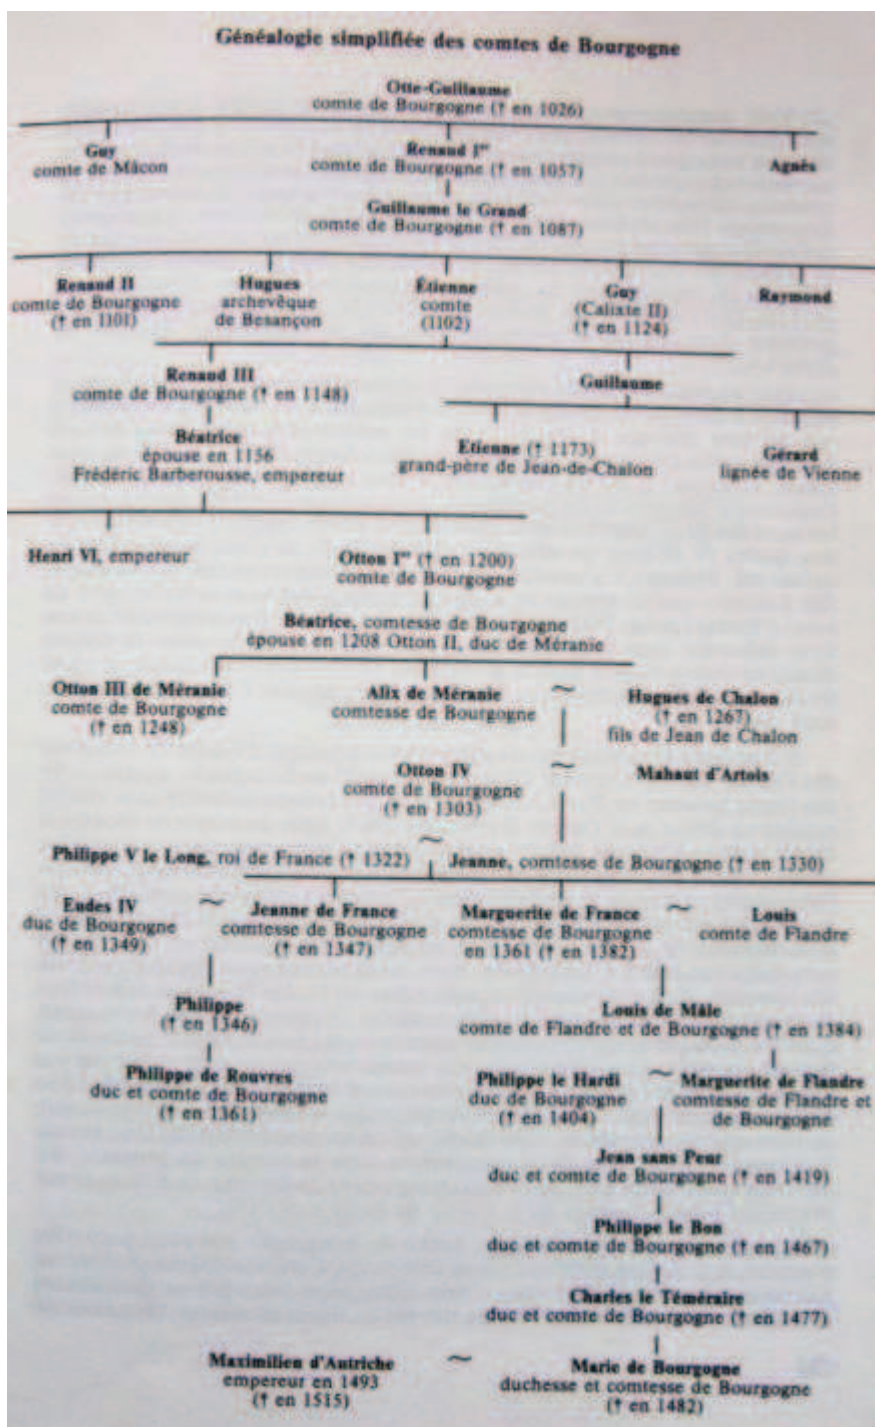 Généalogie simplifiée des comtes de Bourgogne
Otte-Guillaume
comte de Bourgogne († en 1026)
Guy
comte de Mâcon
Renaud Iᵉʳ
comte de Bourgogne († en 1057)
Agnès
Guillaume le Grand
comte de Bourgogne († en 1087)
Renaud II
comte de Bourgogne
(† en 1101)
Hugues
archevêque
de Besançon
Étienne
comte
(1102)
Guy
(Calixte II)
(† en 1124)
Raymond
Renaud III
comte de Bourgogne († en 1148)
Guillaume
Béatrice
épouse en 1156
Frédéric Barberousse, empereur
Etienne († 1173)
grand-père de Jean-de-Chalon
Gérard
lignée de Vienne
Henri VI, empereur
Otton Iᵉʳ († en 1200)
comte de Bourgogne
Béatrice, comtesse de Bourgogne
épouse en 1208 Otton II, duc de Méranie
Otton III de Méranie
comte de Bourgogne
(† en 1248)
Alix de Méranie
comtesse de Bourgogne
~
Hugues de Chalon
(† en 1267)
fils de Jean de Chalon
Otton IV
comte de Bourgogne
(† en 1303)
~
Mahaut d'Artois
Philippe V le Long, roi de France († 1322)
~
Jeanne, comtesse de Bourgogne († en 1330)
Eudes IV
duc de Bourgogne
(† en 1349)
~
Jeanne de France
comtesse de Bourgogne
(† en 1347)
Marguerite de France
comtesse de Bourgogne
en 1361 († en 1382)
~
Louis
comte de Flandre
Philippe
(† en 1346)
Louis de Mâle
comte de Flandre et de Bourgogne († en 1384)
Philippe de Rouvres
duc et comte de Bourgogne
(† en 1361)
Philippe le Hardi
duc de Bourgogne
(† en 1404)
~
Marguerite de Flandre
comtesse de Flandre et
de Bourgogne
Jean sans Peur
duc et comte de Bourgogne († en 1419)
Philippe le Bon
duc et comte de Bourgogne († en 1467)
Charles le Téméraire
duc et comte de Bourgogne († en 1477)
Maximilien d'Autriche
empereur en 1493
(† en 1515)
~
Marie de Bourgogne
duchesse et comtesse de Bourgogne
(† en 1482)